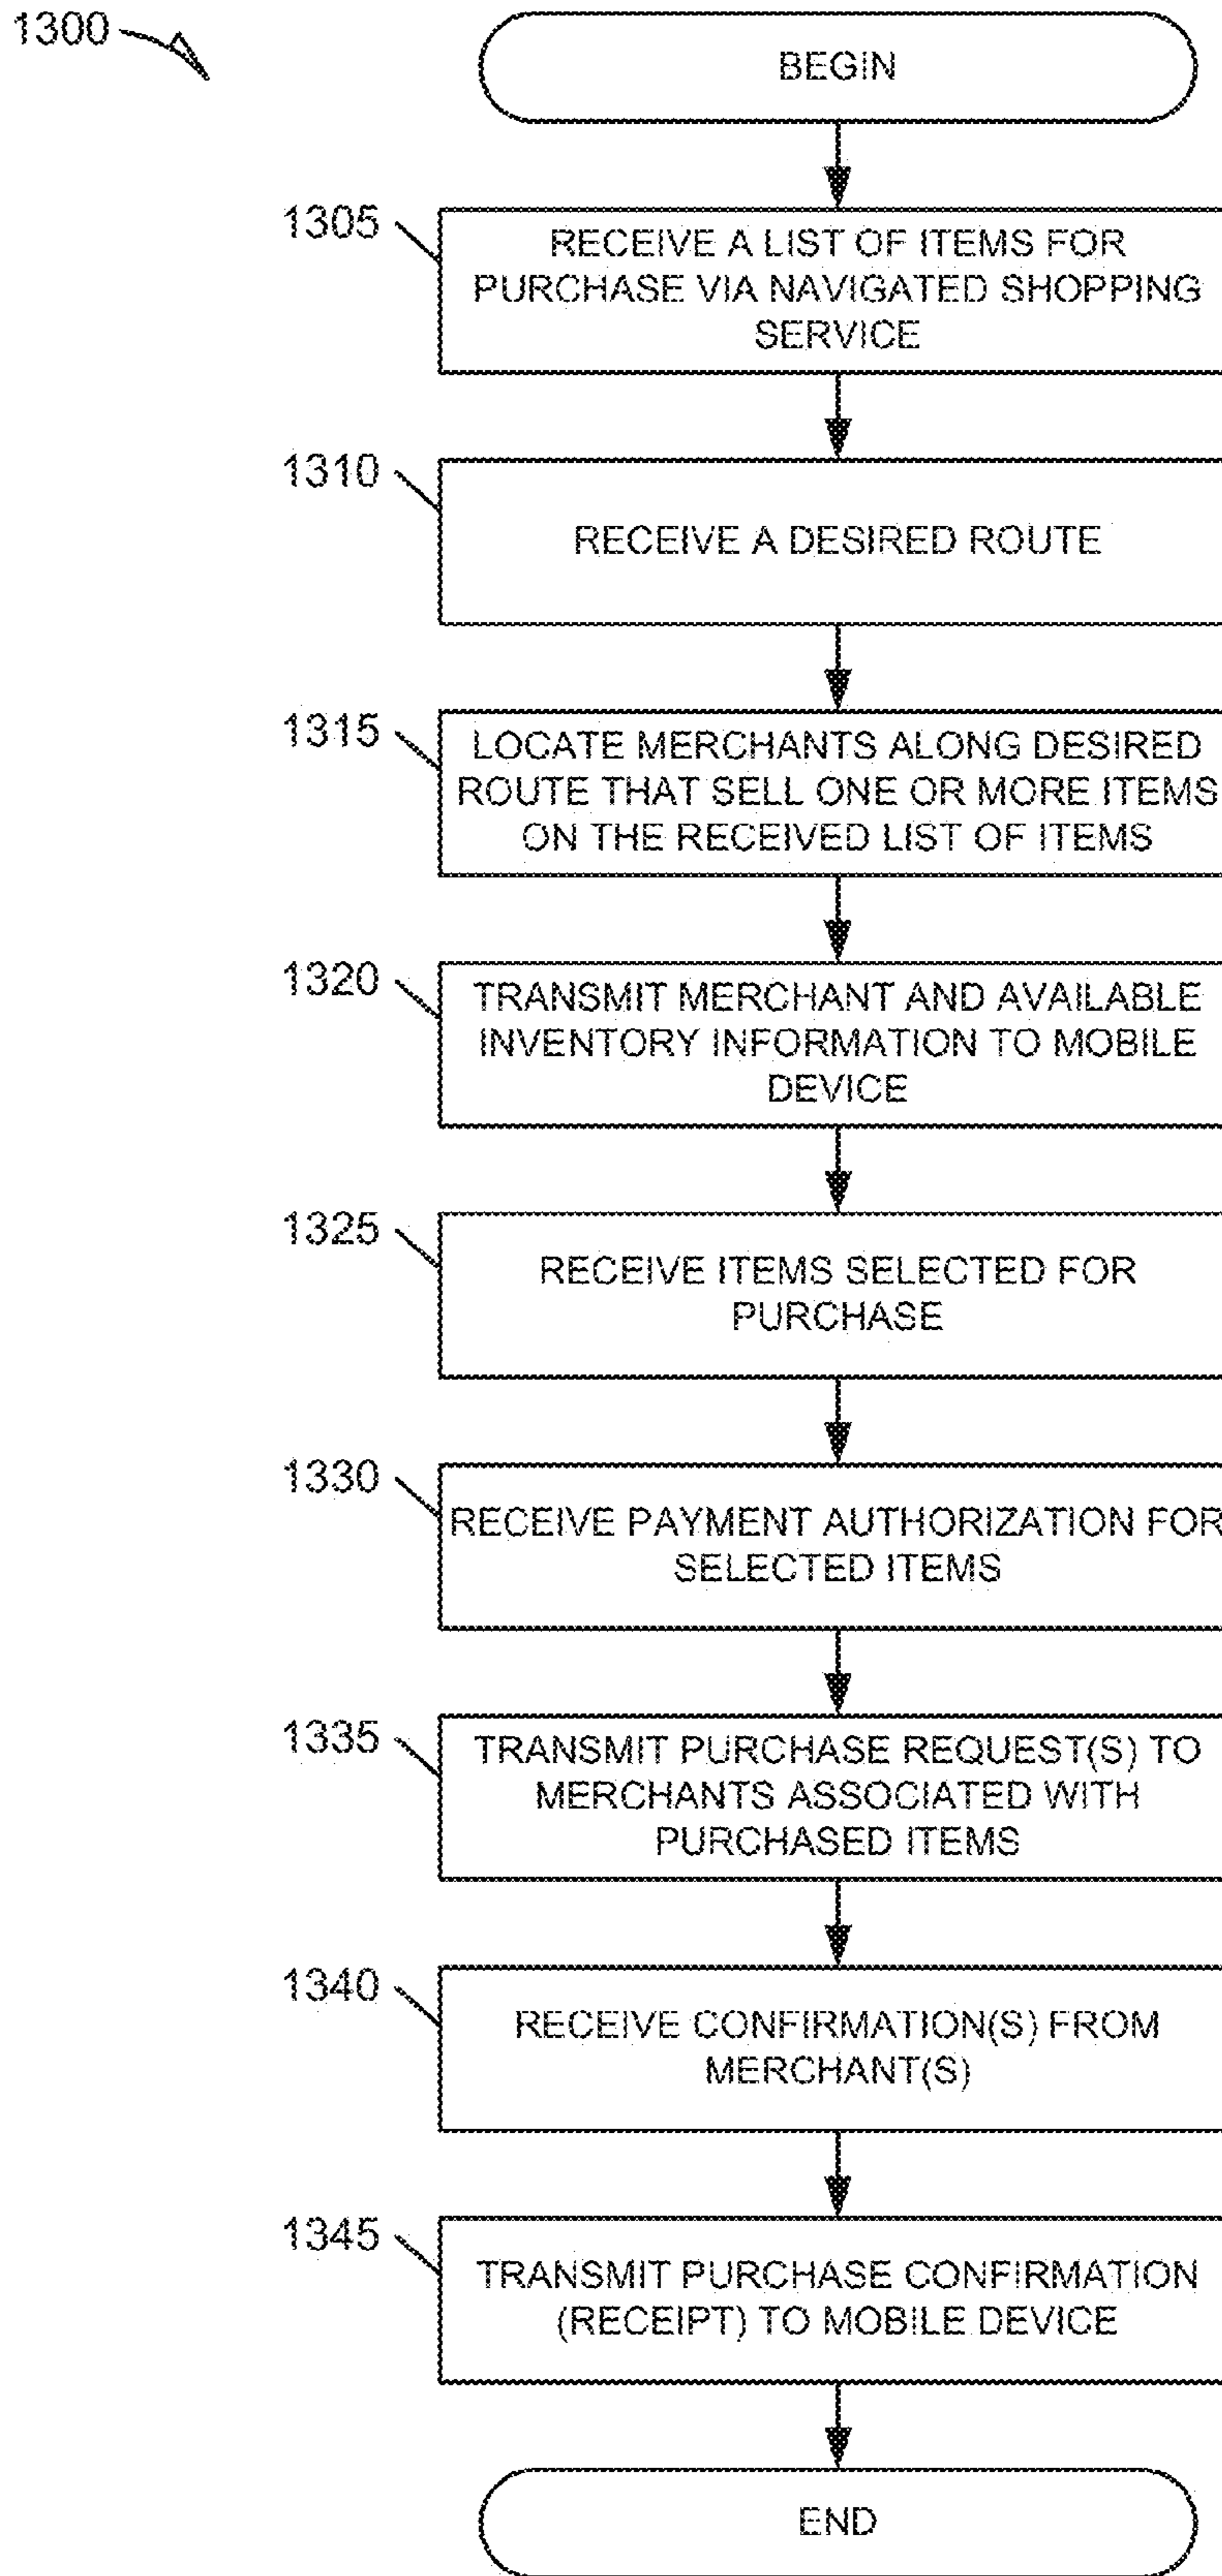 1300
BEGIN
1305
RECEIVE A LIST OF ITEMS FOR
PURCHASE VIA NAVIGATED SHOPPING
SERVICE
1310
RECEIVE A DESIRED ROUTE
1315
LOCATE MERCHANTS ALONG DESIRED
ROUTE THAT SELL ONE OR MORE ITEMS
ON THE RECEIVED LIST OF ITEMS
1320
TRANSMIT MERCHANT AND AVAILABLE
INVENTORY INFORMATION TO MOBILE
DEVICE
1325
RECEIVE ITEMS SELECTED FOR
PURCHASE
1330
RECEIVE PAYMENT AUTHORIZATION FOR
SELECTED ITEMS
1335
TRANSMIT PURCHASE REQUEST(S) TO
MERCHANTS ASSOCIATED WITH
PURCHASED ITEMS
1340
RECEIVE CONFIRMATION(S) FROM
MERCHANT(S)
1345
TRANSMIT PURCHASE CONFIRMATION
(RECEIPT) TO MOBILE DEVICE
END